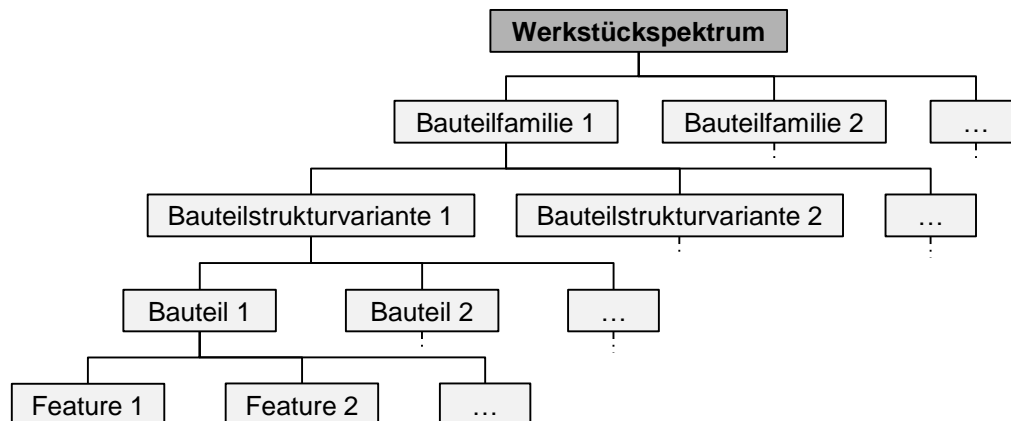 Werkstückspektrum
Bauteilfamilie 1
Bauteilfamilie 2
…
Bauteilstrukturvariante 1
Bauteilstrukturvariante 2
…
Bauteil 1
Bauteil 2
…
Feature 1
Feature 2
…